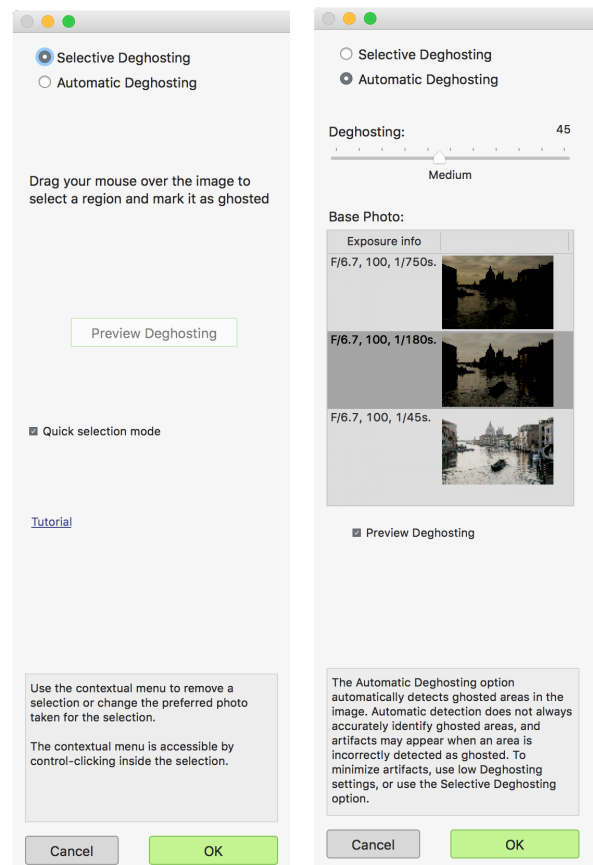 Selective Deghosting
Automatic Deghosting
Drag your mouse over the image to
select a region and mark it as ghosted
Preview Deghosting
Quick selection mode
Tutorial
Use the contextual menu to remove a
selection or change the preferred photo
taken for the selection.
The contextual menu is accessible by
control-clicking inside the selection.
Cancel
OK
Selective Deghosting
Automatic Deghosting
Deghosting:
45
Medium
Base Photo:
Exposure info
F/6.7, 100, 1/750s.
F/6.7, 100, 1/180s.
F/6.7, 100, 1/45s.
Preview Deghosting
The Automatic Deghosting option
automatically detects ghosted areas in the
image. Automatic detection does not always
accurately identify ghosted areas, and
artifacts may appear when an area is
incorrectly detected as ghosted. To
minimize artifacts, use low Deghosting
settings, or use the Selective Deghosting
option.
Cancel
OK